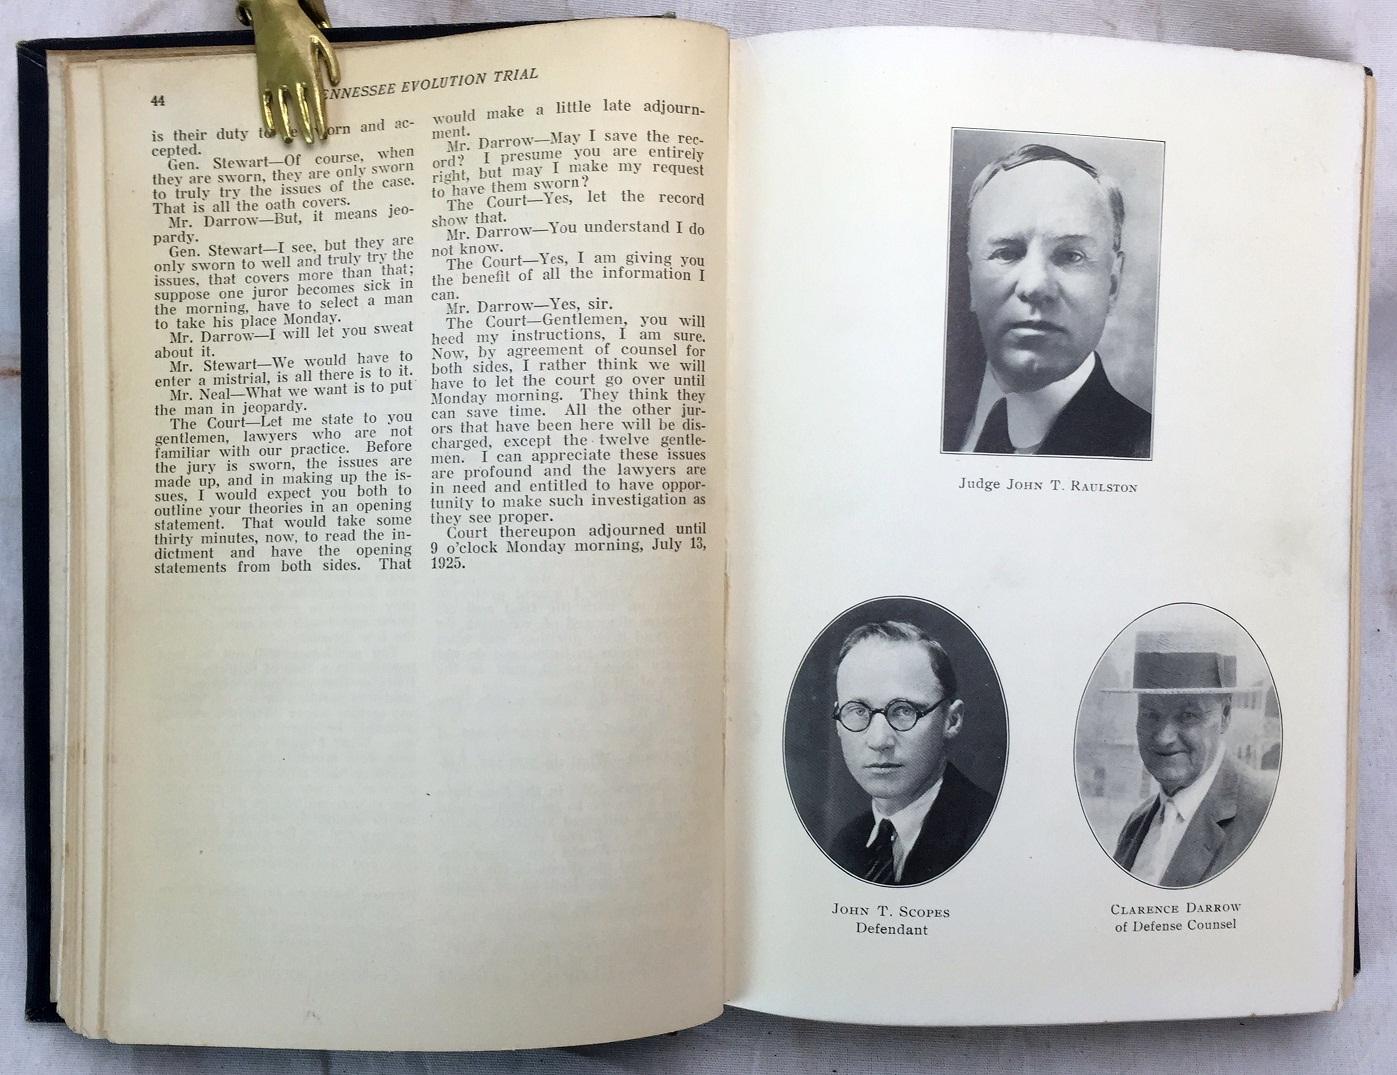 44
TENNESSEE EVOLUTION TRIAL
is their duty to be sworn and ac-
cepted.
Gen. Stewart—Of course, when
they are sworn, they are only sworn
to truly try the issues of the case.
That is all the oath covers.
Mr. Darrow—But, it means jeo-
pardy.
Gen. Stewart—I see, but they are
only sworn to well and truly try the
issues, that covers more than that;
suppose one juror becomes sick in
the morning, have to select a man
to take his place Monday.
Mr. Darrow—I will let you sweat
about it.
Mr. Stewart—We would have to
enter a mistrial, is all there is to it.
Mr. Neal—What we want is to put
the man in jeopardy.
The Court—Let me state to you
gentlemen, lawyers who are not
familiar with our practice. Before
the jury is sworn, the issues are
made up, and in making up the is-
sues, I would expect you both to
outline your theories in an opening
statement. That would take some
thirty minutes, now, to read the in-
dictment and have the opening
statements from both sides. That
would make a little late adjourn-
ment.
Mr. Darrow—May I save the rec-
ord? I presume you are entirely
right, but may I make my request
to have them sworn?
The Court—Yes, let the record
show that.
Mr. Darrow—You understand I do
not know.
The Court—Yes, I am giving you
the benefit of all the information I
can.
Mr. Darrow—Yes, sir.
The Court—Gentlemen, you will
heed my instructions, I am sure.
Now, by agreement of counsel for
both sides, I rather think we will
have to let the court go over until
Monday morning. They think they
can save time. All the other jur-
ors that have been here will be dis-
charged, except the twelve gentle-
men. I can appreciate these issues
are profound and the lawyers are
in need and entitled to have oppor-
tunity to make such investigation as
they see proper.
Court thereupon adjourned until
9 o'clock Monday morning, July 13,
1925.
Judge JOHN T. RAULSTON
JOHN T. SCOPES
Defendant
CLARENCE DARROW
of Defense Counsel